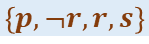 {p, ¬r, r, s}